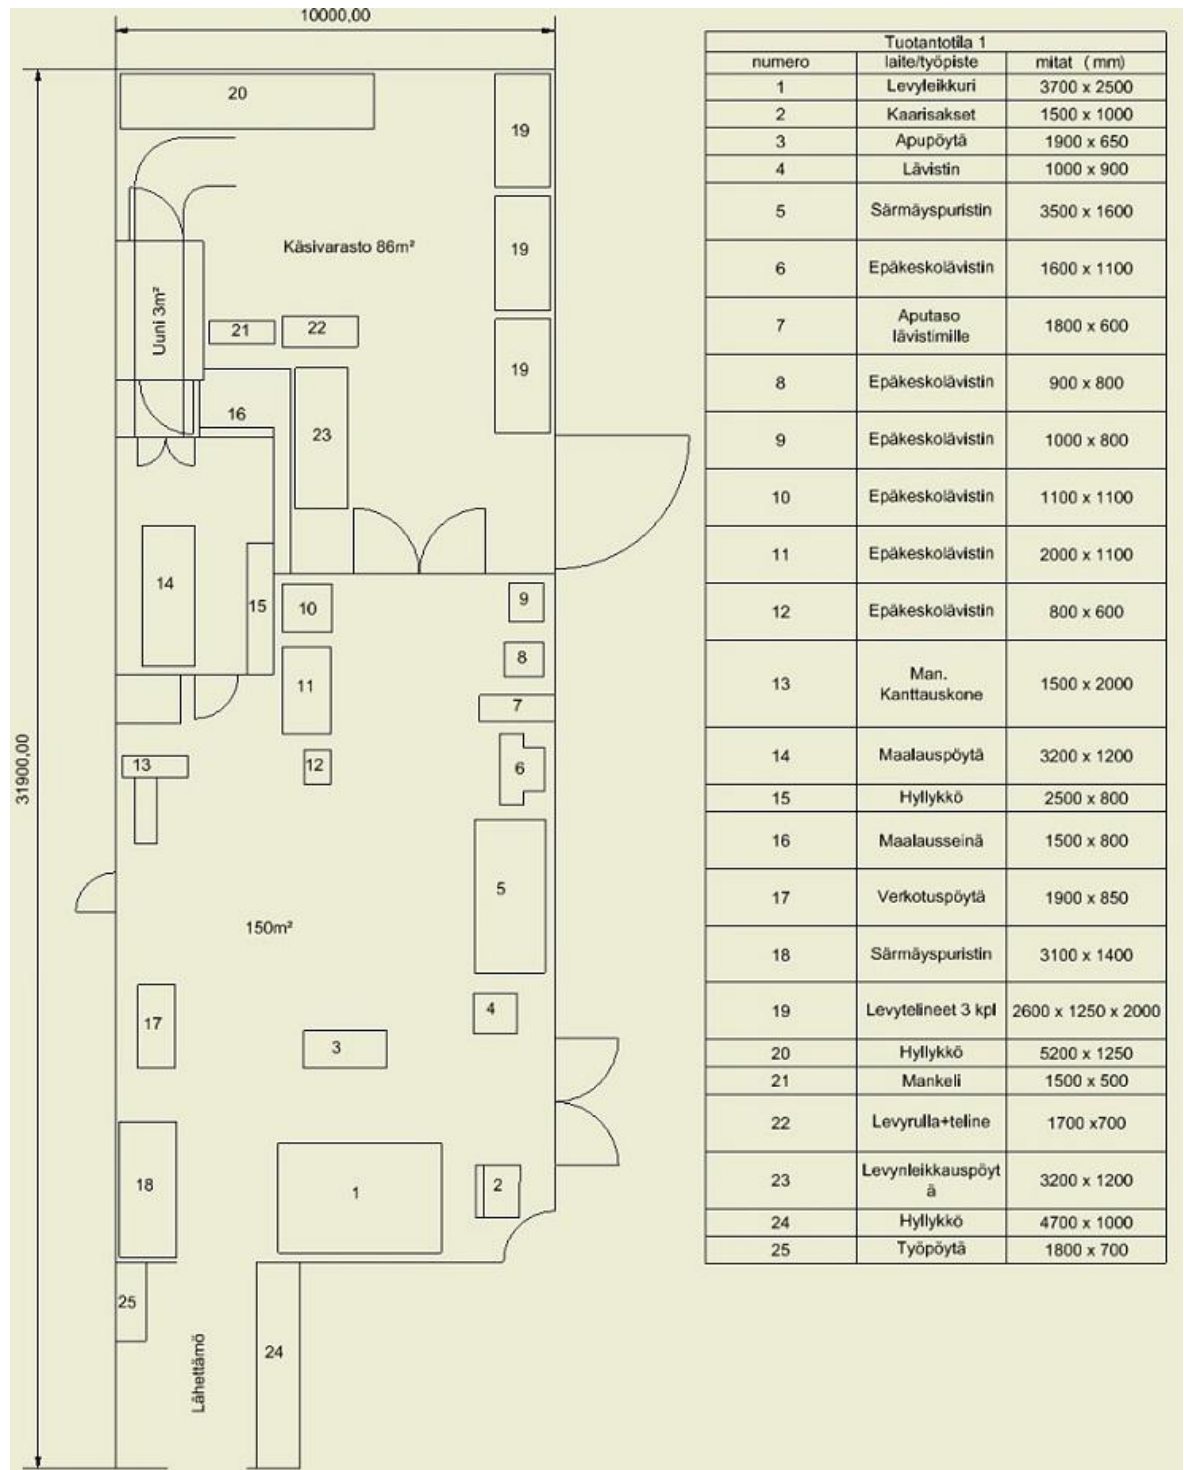 10000,00
31900,00
20
19
Käsivarasto 86m²
19
Uuni 3m²
21
22
19
16
23
14
15
10
9
8
11
7
13
12
6
5
150m²
17
4
3
18
1
2
25
24
Lähettämö
Tuotantotila 1
numero laite/työpiste mitat (mm)
1 Levyleikkuri 3700 x 2500
2 Kaarisakset 1500 x 1000
3 Apupöytä 1900 x 650
4 Lävistin 1000 x 900
5 Särmäyspuristin 3500 x 1600
6 Epäkeskolävistin 1600 x 1100
7 Aputaso lävistimille 1800 x 600
8 Epäkeskolävistin 900 x 800
9 Epäkeskolävistin 1000 x 800
10 Epäkeskolävistin 1100 x 1100
11 Epäkeskolävistin 2000 x 1100
12 Epäkeskolävistin 800 x 600
13 Man. Kanttauskone 1500 x 2000
14 Maalauspöytä 3200 x 1200
15 Hyllykkö 2500 x 800
16 Maalausseinä 1500 x 800
17 Verkotuspöytä 1900 x 850
18 Särmäyspuristin 3100 x 1400
19 Levytelineet 3 kpl 2600 x 1250 x 2000
20 Hyllykkö 5200 x 1250
21 Mankeli 1500 x 500
22 Levyrulla+teline 1700 x700
23 Levynleikkauspöyt ä 3200 x 1200
24 Hyllykkö 4700 x 1000
25 Työpöytä 1800 x 700